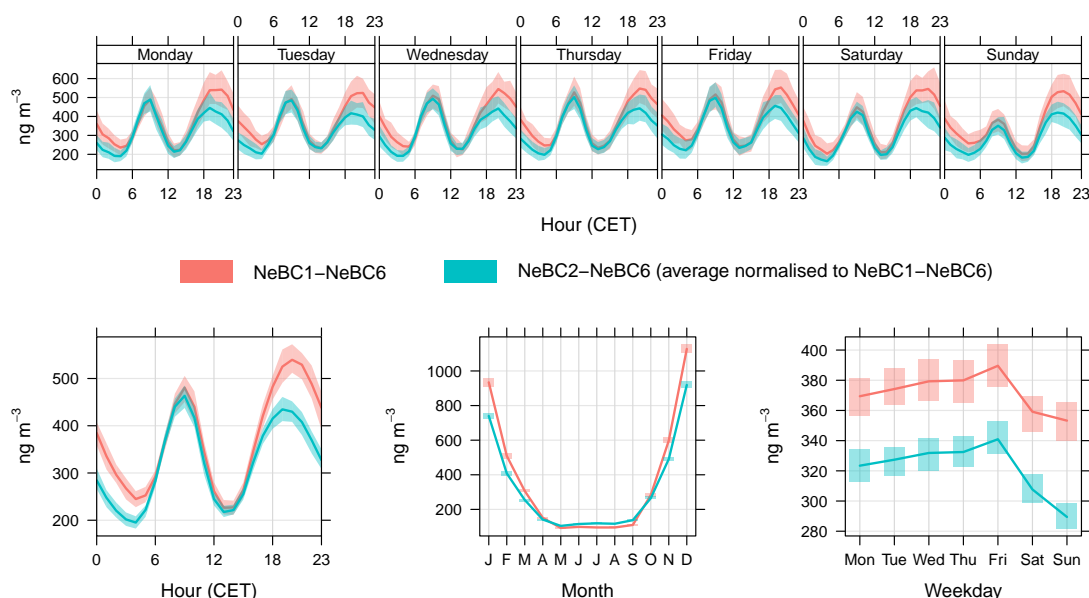 0 6 12 18 23 0 6 12 18 23 0 6 12 18 23
Monday Tuesday Wednesday Thursday Friday Saturday Sunday
600
500
400
300
200
ng m⁻³
0 6 12 18 23 0 6 12 18 23 0 6 12 18 23 0 6 12 18 23
Hour (CET)
NeBC1−NeBC6
NeBC2−NeBC6 (average normalised to NeBC1−NeBC6)
500
400
300
200
ng m⁻³
0 6 12 18 23
Hour (CET)
1000
800
600
400
200
ng m⁻³
J F M A M J J A S O N D
Month
400
380
360
340
320
300
280
ng m⁻³
Mon Tue Wed Thu Fri Sat Sun
Weekday